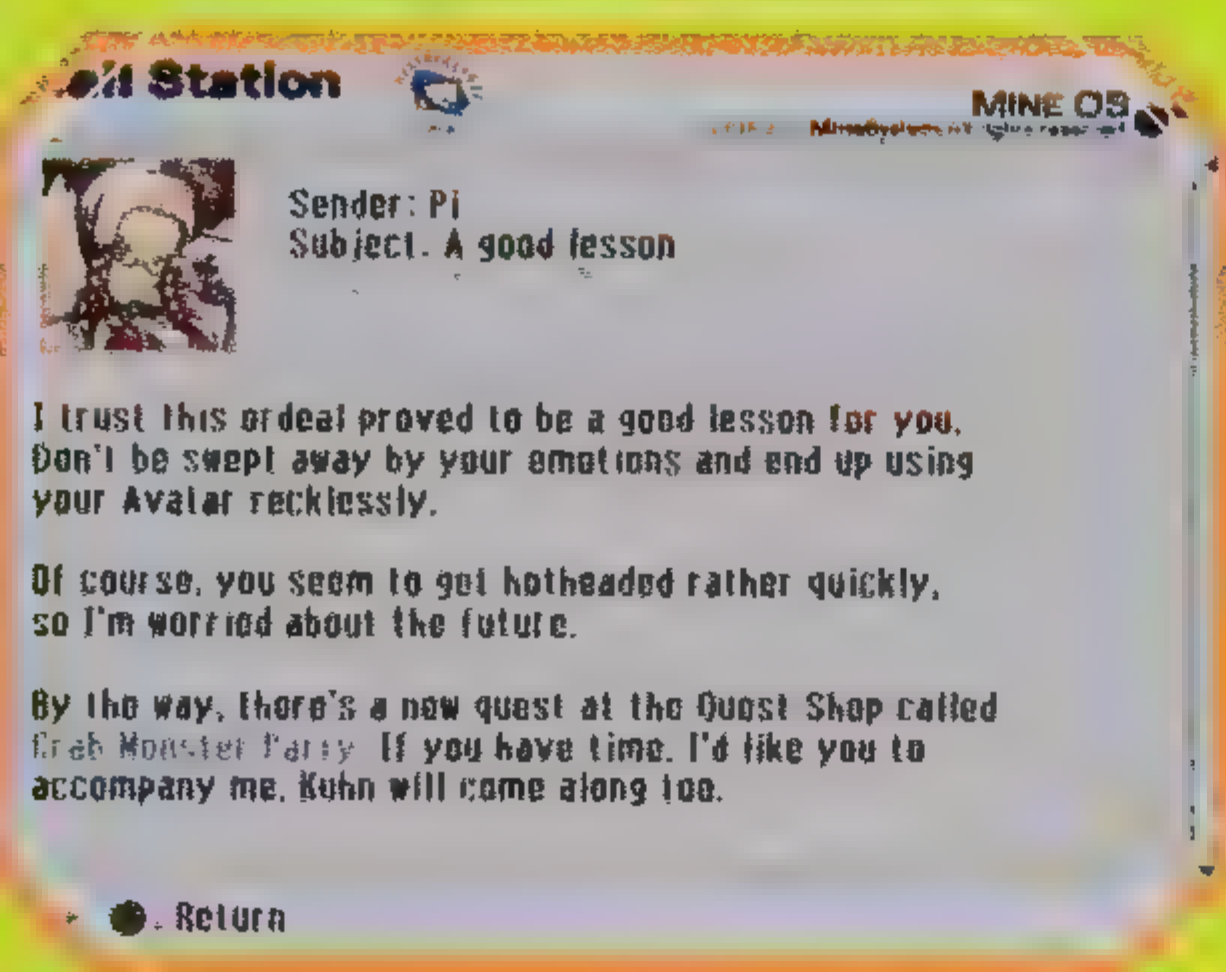 Station
MINE OS
Sender: Pi
Subject. A good lesson
I trust this ordeal proved to be a good lesson for you.
Don't be swept away by your emotions and end up using
your Avatar recklessly.
Of course, you seem to get hotheaded rather quickly,
so I'm worried about the future.
By the way, there's a new quest at the Quest Shop called
Monster If you have time, I'd like you to
accompany me. Kuhn will come along too.
: Return